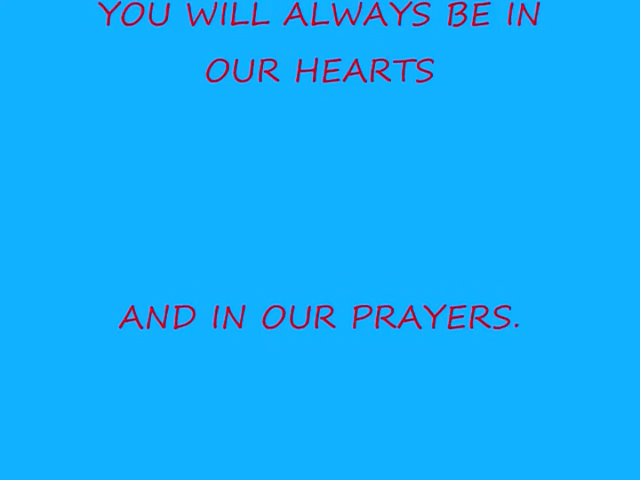 YOU WILL ALWAYS BE IN
OUR HEARTS
AND IN OUR PRAYERS.